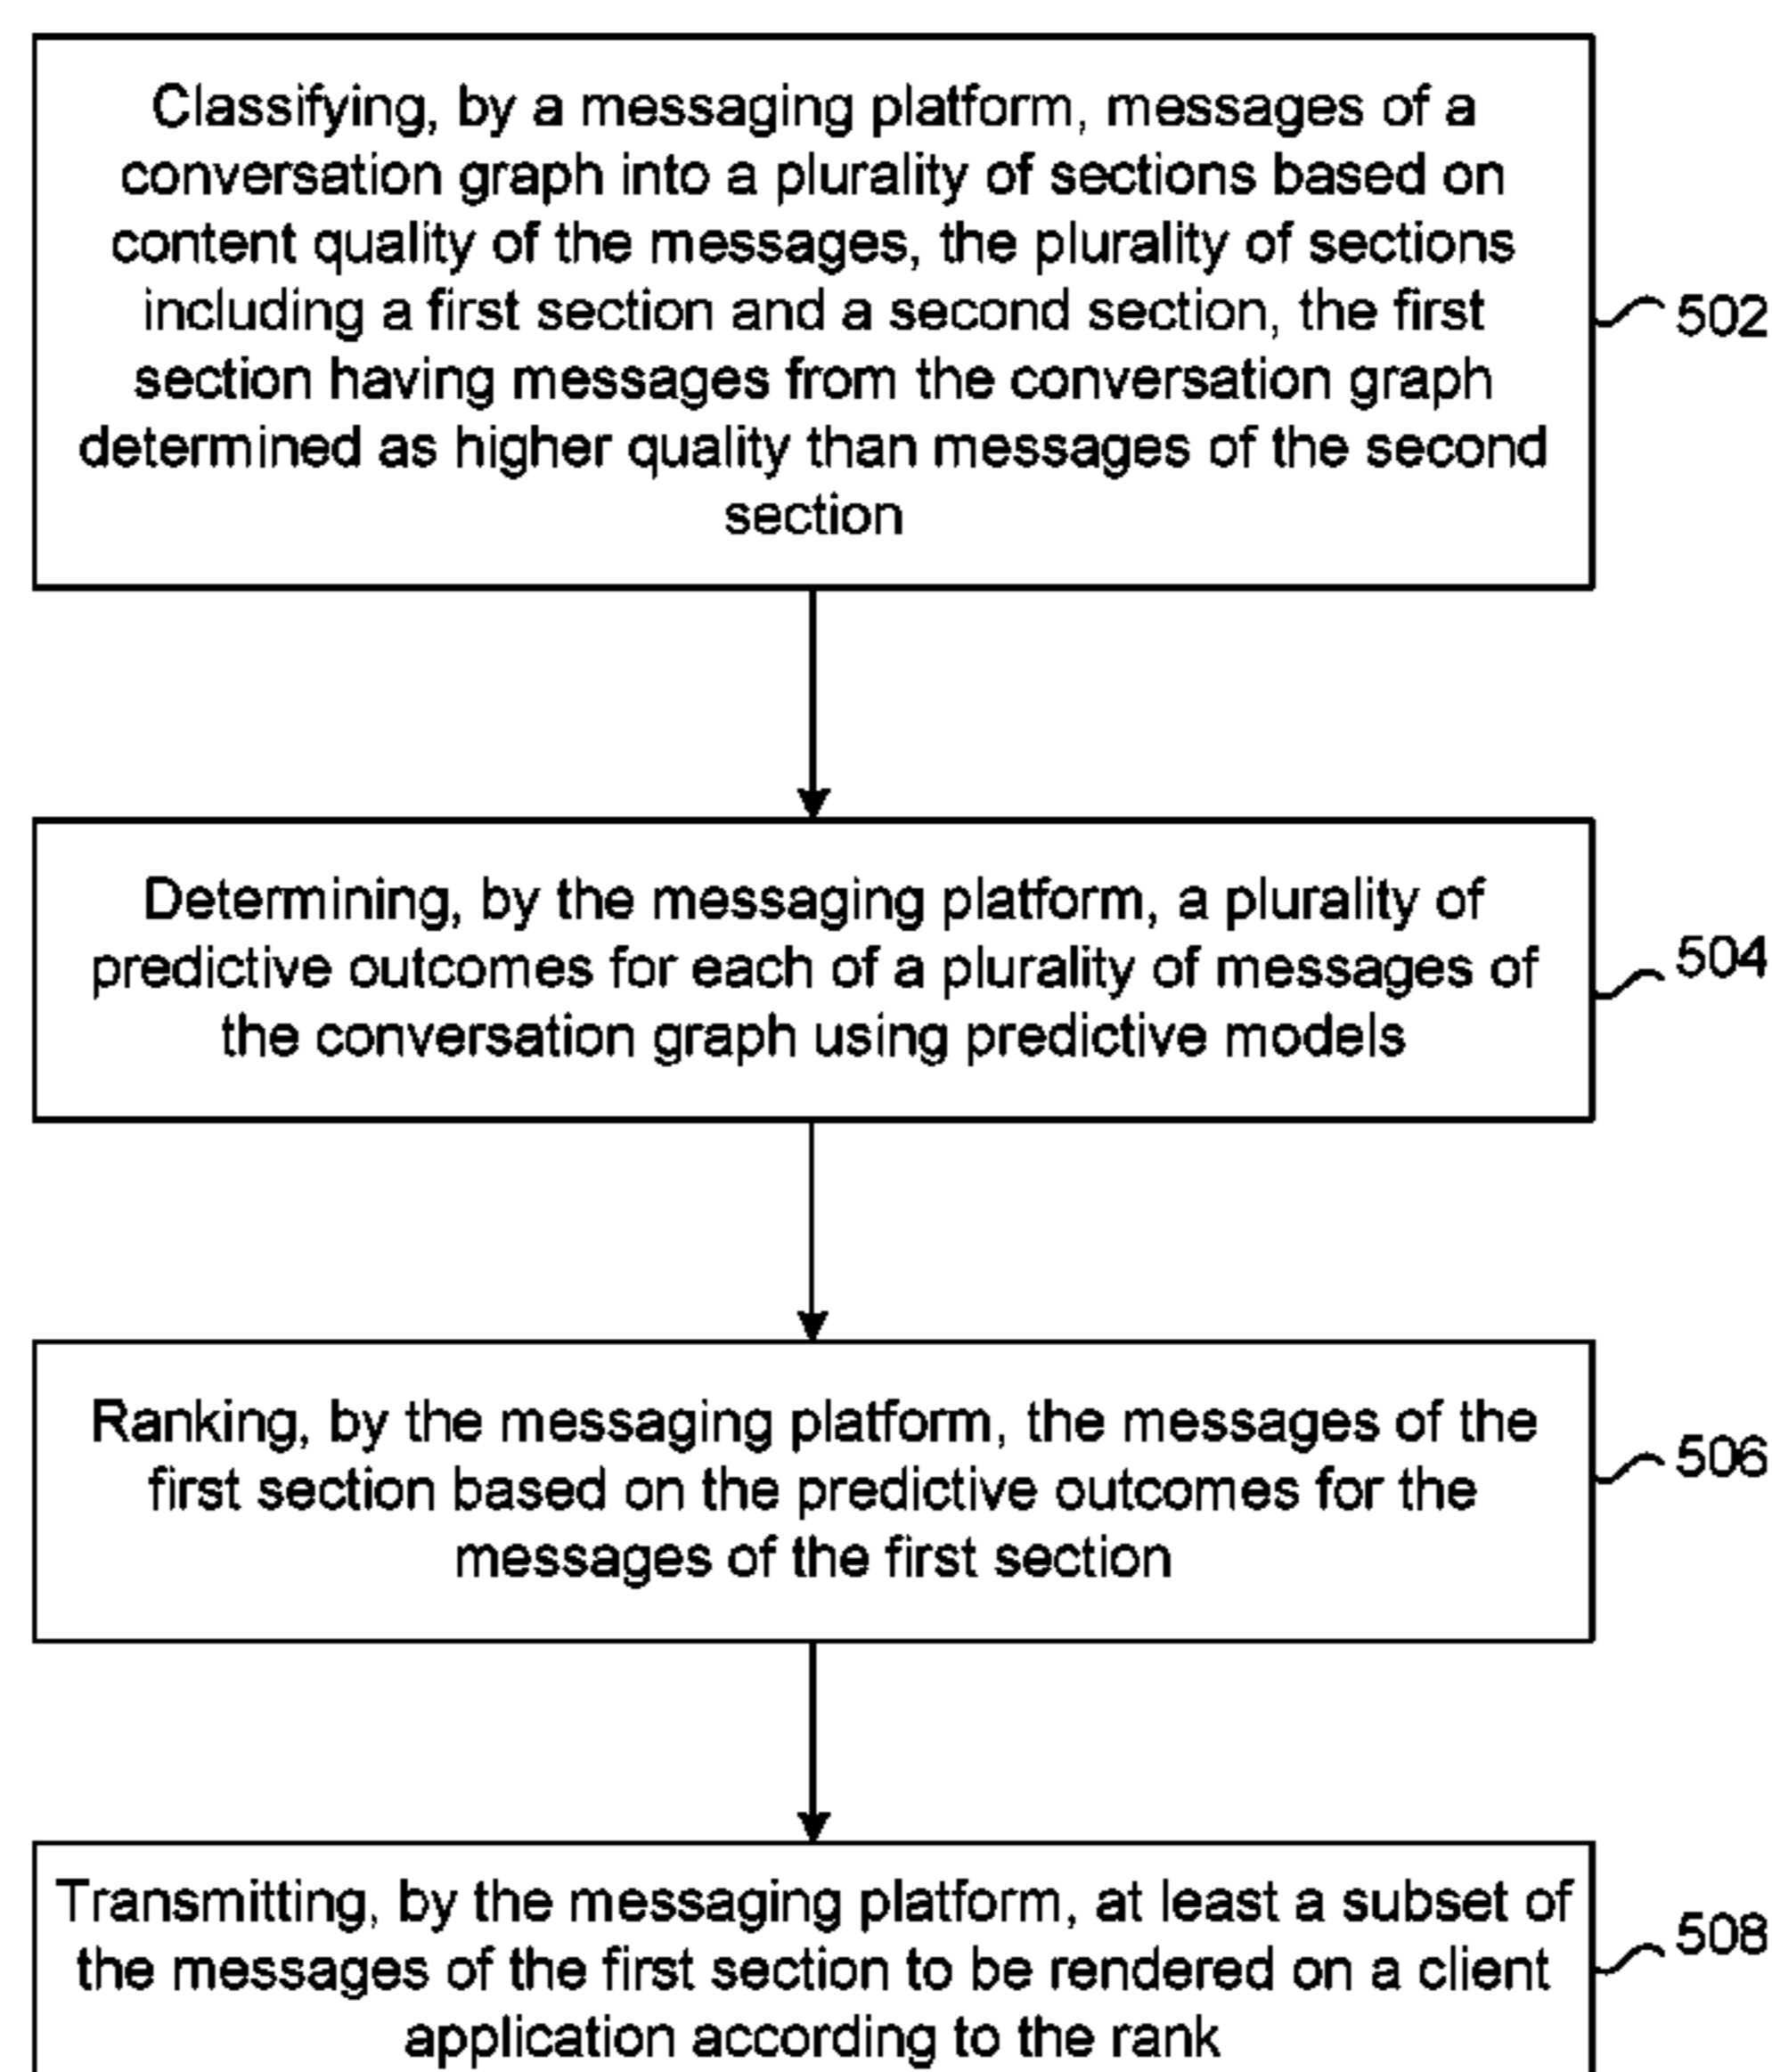 Classifying, by a messaging platform, messages of a
conversation graph into a plurality of sections based on
content quality of the messages, the plurality of sections
including a first section and a second section, the first
section having messages from the conversation graph
determined as higher quality than messages of the second
section
502
Determining, by the messaging platform, a plurality of
predictive outcomes for each of a plurality of messages of
the conversation graph using predictive models
504
Ranking, by the messaging platform, the messages of the
first section based on the predictive outcomes for the
messages of the first section
506
Transmitting, by the messaging platform, at least a subset of
the messages of the first section to be rendered on a client
application according to the rank
508